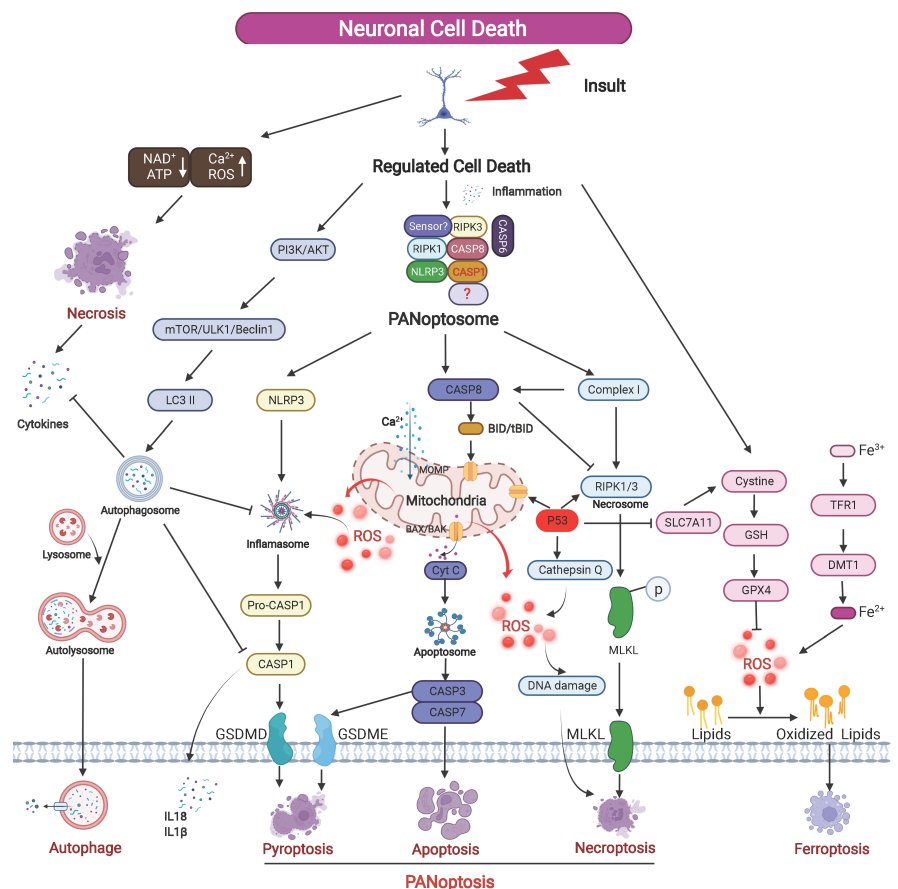 Neuronal Cell Death
Insult
NAD+
ATP
Ca2+
ROS
Regulated Cell Death
Inflammation
Sensor?
RIPK3
CASP6
RIPK1
CASP8
NLRP3
CASP1
?
PI3K/AKT
Necrosis
PANoptosome
mTOR/ULK1/Beclin1
Cytokines
LC3 II
NLRP3
CASP8
Complex I
Ca2+
BID/tBID
MOMP
Mitochondria
BAX/BAK
RIPK1/3
Necrosome
Cystine
Fe3+
TFR1
Autophagosome
Lysosome
Inflamasome
ROS
P53
SLC7A11
GSH
DMT1
Cyt C
Cathepsin Q
p
GPX4
Fe2+
Pro-CASP1
ROS
Autolysosome
CASP1
Apoptosome
MLKL
ROS
CASP3
CASP7
DNA damage
GSDMD
GSDME
MLKL
Lipids
Oxidized Lipids
IL18
IL1β
Autophage
Pyroptosis
Apoptosis
Necroptosis
Ferroptosis
PANoptosis